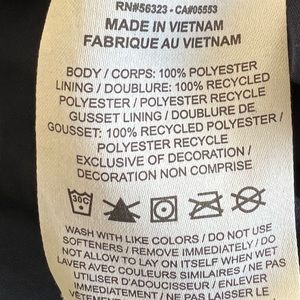 RN#56323 - CA#05553
MADE IN VIETNAM
FABRIQUE AU VIETNAM
BODY / CORPS: 100% POLYESTER
LINING / DOUBLURE: 100% RECYCLED
POLYESTER / POLYESTER RECYCLE
GUSSET LINING / DOUBLURE DE
GOUSSET: 100% RECYCLED POLYESTER /
POLYESTER RECYCLE
EXCLUSIVE OF DECORATION /
DECORATION NON COMPRISE
30C
WASH WITH LIKE COLORS / DO NOT USE
SOFTENERS / REMOVE IMMEDIATELY / DO
NOT ALLOW TO LAY ON ITSELF WHEN WET
LAVER AVEC COULEURS SIMILAIRES / NE PAS
UTILISER D'ADOUCISSEUR / ENLEVER
IMMEDIATEMENT / NE PAS LAISSER LE